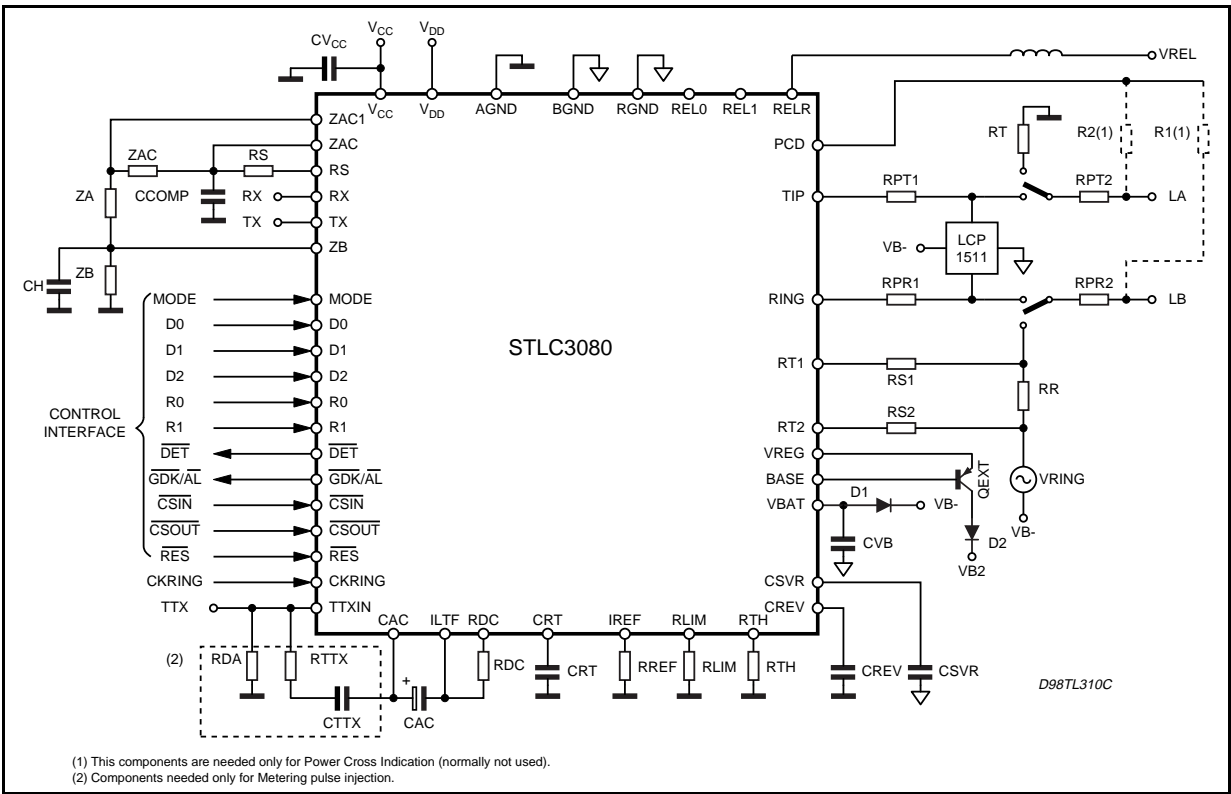 VCC VDD
CVCC
VREL
VCC VDD AGND BGND RGND REL0 REL1 RELR
ZAC1
ZAC
RS
RX
TX
ZB
ZAC RS
ZA CCOMP RX
TX
CH ZB
PCD
RT R2(1) R1(1)
TIP RPT1 RPT2 LA
VB- LCP
1511
RING RPR1 RPR2 LB
STLC3080
MODE MODE
D0 D0
D1 D1
D2 D2
R0 R0
R1 R1
DET DET
GDK/AL GDK/AL
CSIN CSIN
CSOUT CSOUT
RES RES
CKRING CKRING
TTX TTXIN
CONTROL
INTERFACE
RT1 RS1
RR
RT2 RS2
VREG
BASE QEXT VRING
VBAT D1 VB- VB-
CVB D2
VB2
CSVR
CREV
CAC ILTF RDC CRT IREF RLIM RTH
(2) RDA RTTX RDC CRT RREF RLIM RTH CREV CSVR
CTTX + CAC
D98TL310C
(1) This components are needed only for Power Cross Indication (normally not used).
(2) Components needed only for Metering pulse injection.